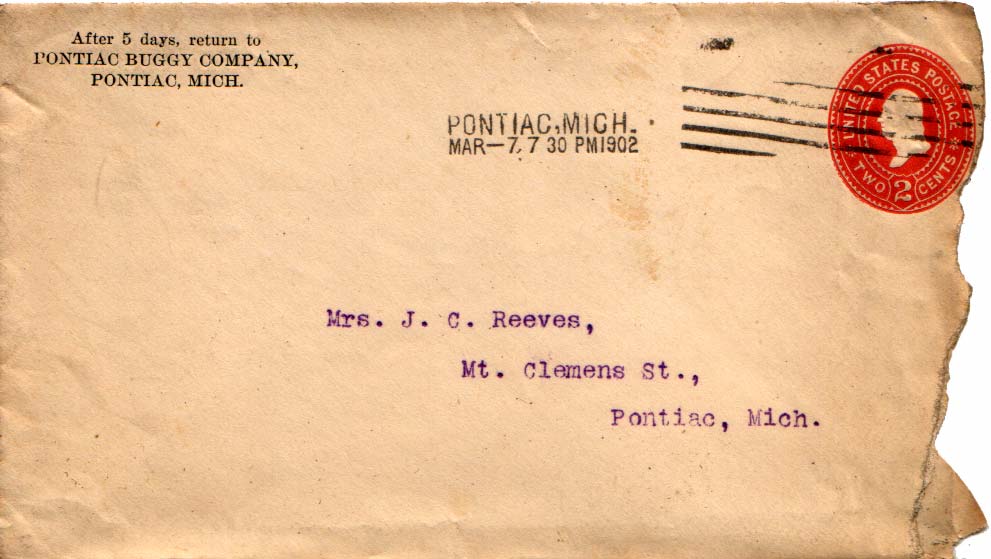 After 5 days, return to
PONTIAC BUGGY COMPANY,
PONTIAC, MICH.
PONTIAC, MICH.
MAR—7 7 30 PM 1902
UNITED STATES POSTAGE
TWO 2 CENTS
Mrs. J. C. Reeves,
Mt. Clemens St.,
Pontiac, Mich.